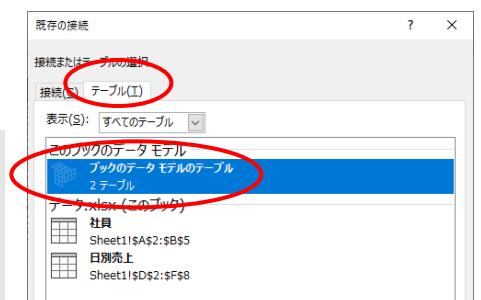 既存の接続 ? ×
接続またはテーブルの選択
接続(C) テーブル(T)
表示(S): すべてのテーブル
このブックのデータ モデル
ブックのデータ モデルのテーブル
2 テーブル
データ.xlsx (このブック)
社員
Sheet1!$A$2:$B$5
日別売上
Sheet1!$D$2:$F$8